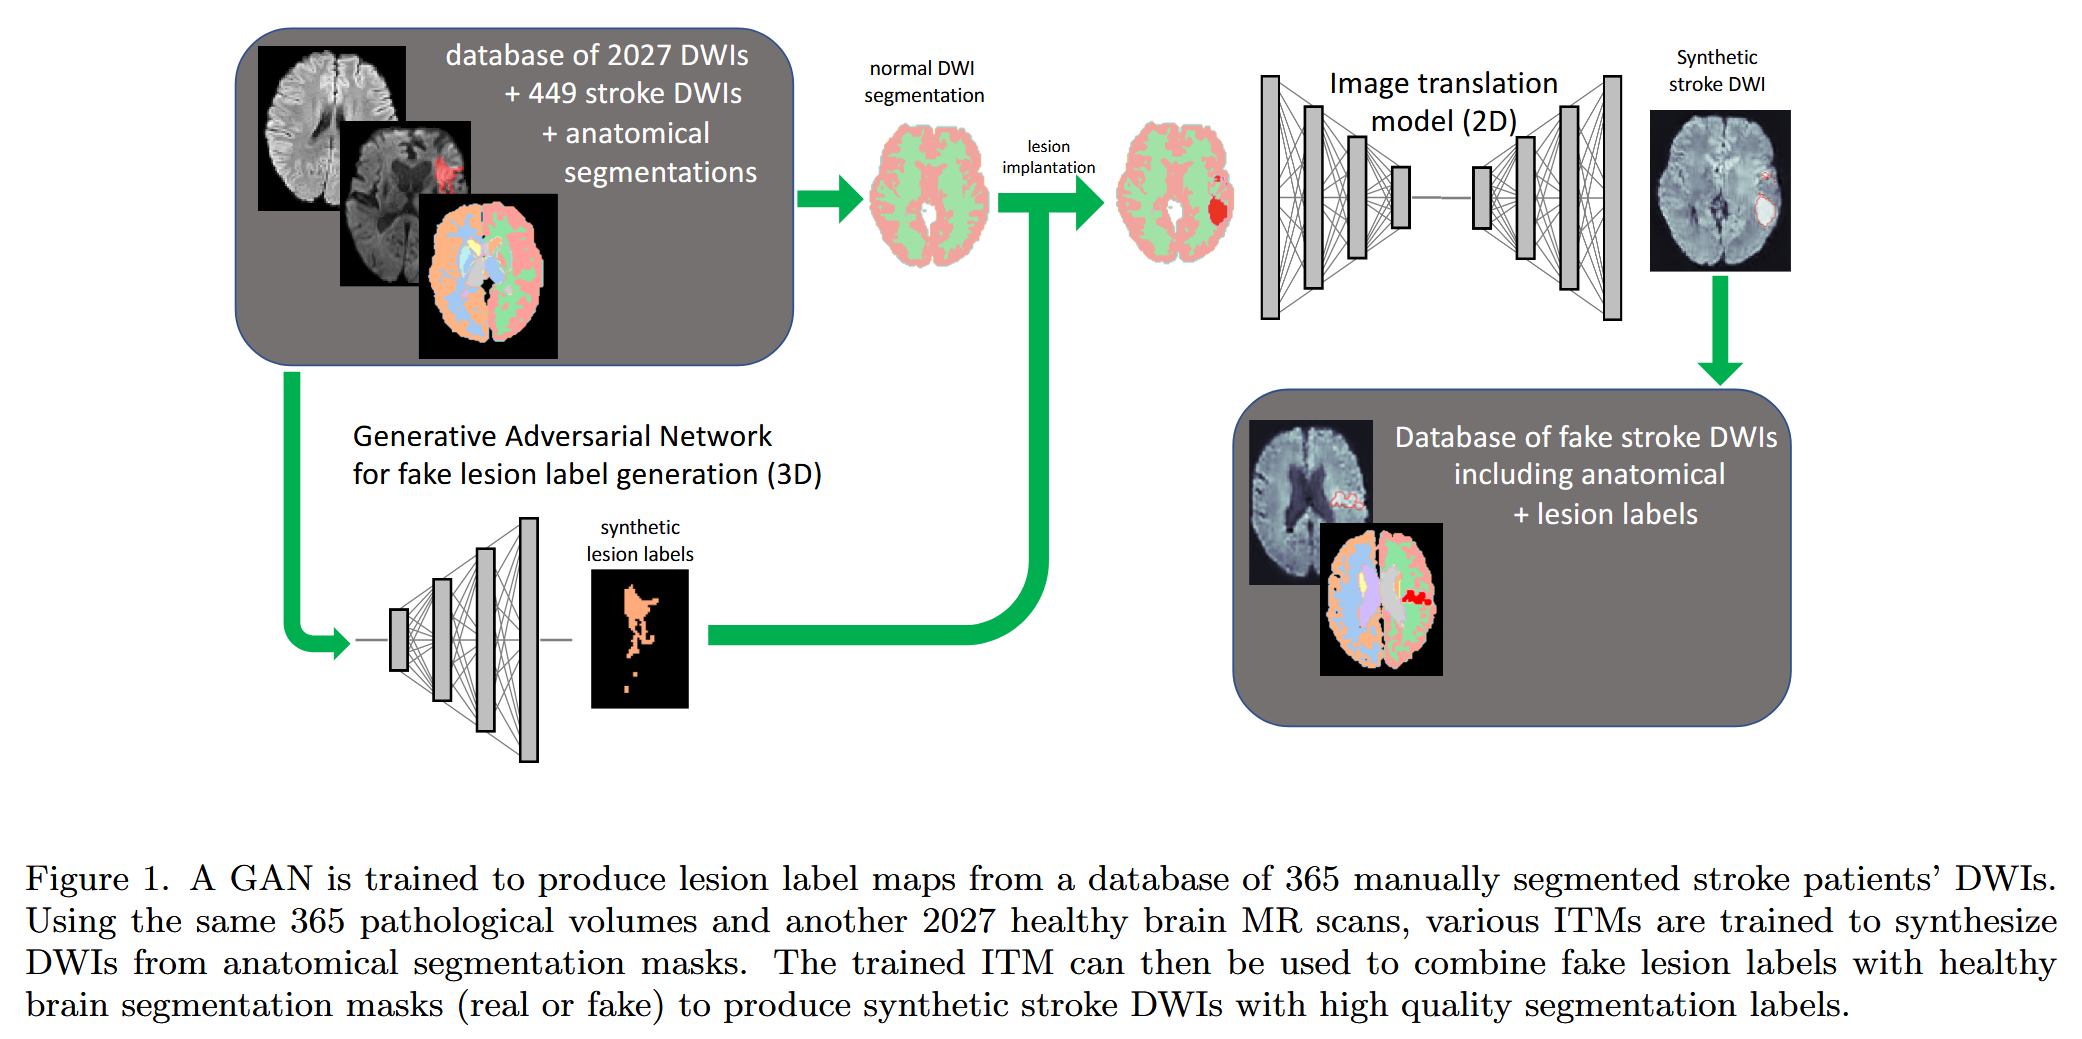 database of 2027 DWIs
+ 449 stroke DWIs
+ anatomical
segmentations
normal DWI
segmentation
lesion
implantation
Image translation
model (2D)
Synthetic
stroke DWI
Generative Adversarial Network
for fake lesion label generation (3D)
synthetic
lesion labels
Database of fake stroke DWIs
including anatomical
+ lesion labels
Figure 1. A GAN is trained to produce lesion label maps from a database of 365 manually segmented stroke patients’ DWIs.
Using the same 365 pathological volumes and another 2027 healthy brain MR scans, various ITMs are trained to synthesize
DWIs from anatomical segmentation masks. The trained ITM can then be used to combine fake lesion labels with healthy
brain segmentation masks (real or fake) to produce synthetic stroke DWIs with high quality segmentation labels.